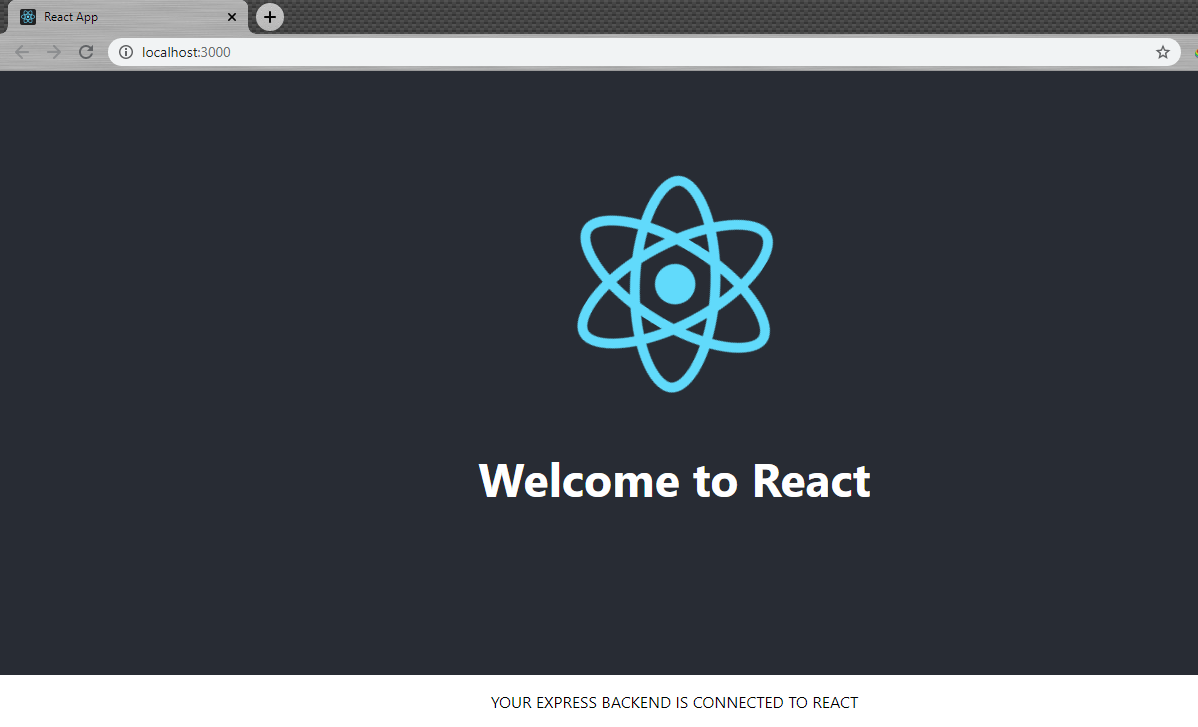 React App
localhost:3000
Welcome to React
YOUR EXPRESS BACKEND IS CONNECTED TO REACT